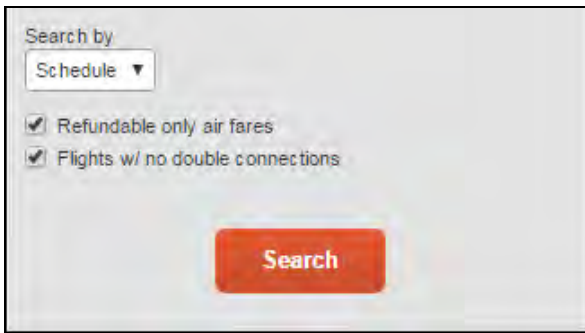 Search by
Schedule ▼
Refundable only air fares
Flights w/ no double connections
Search